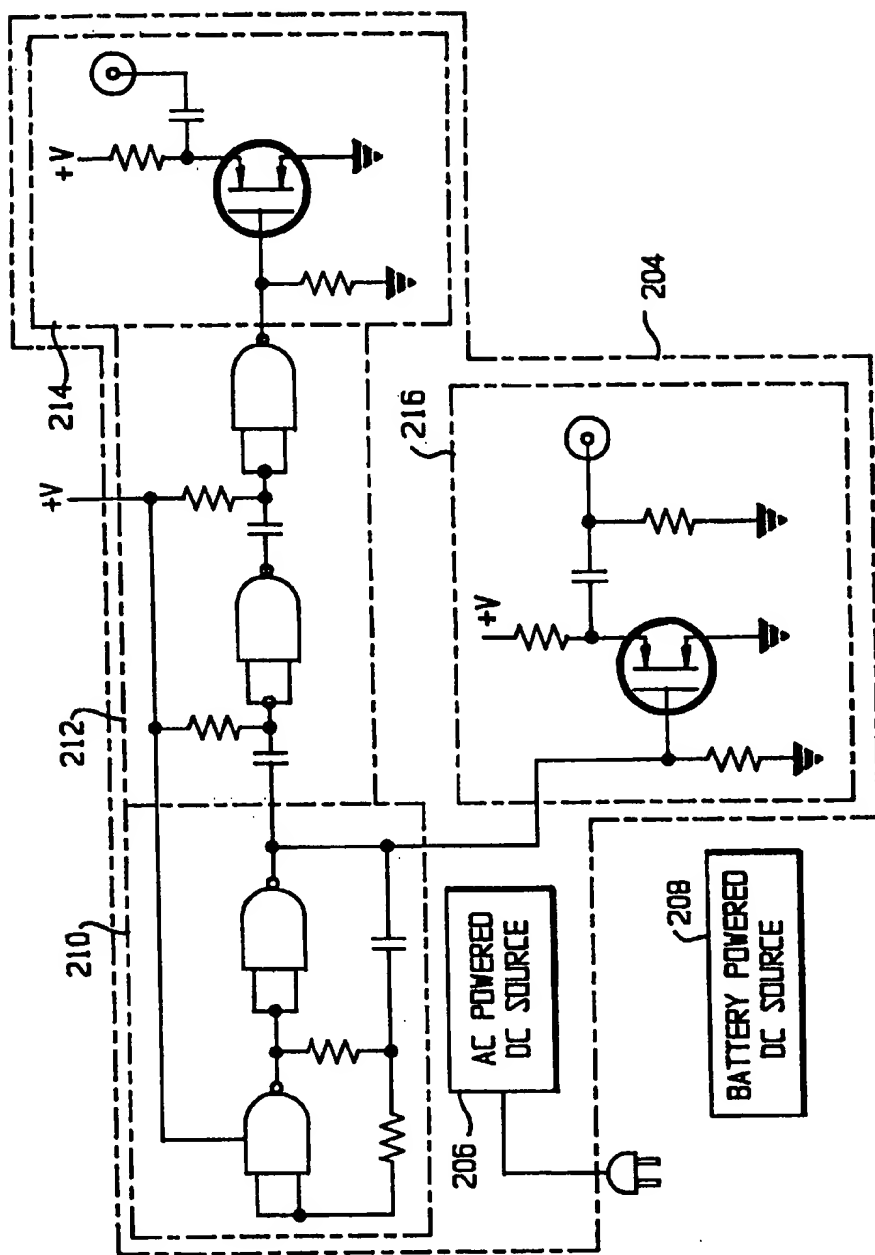 +V
214
+V
212
210
204
216
+V
206
AC POWERED
DC SOURCE
208
BATTERY POWERED
DC SOURCE